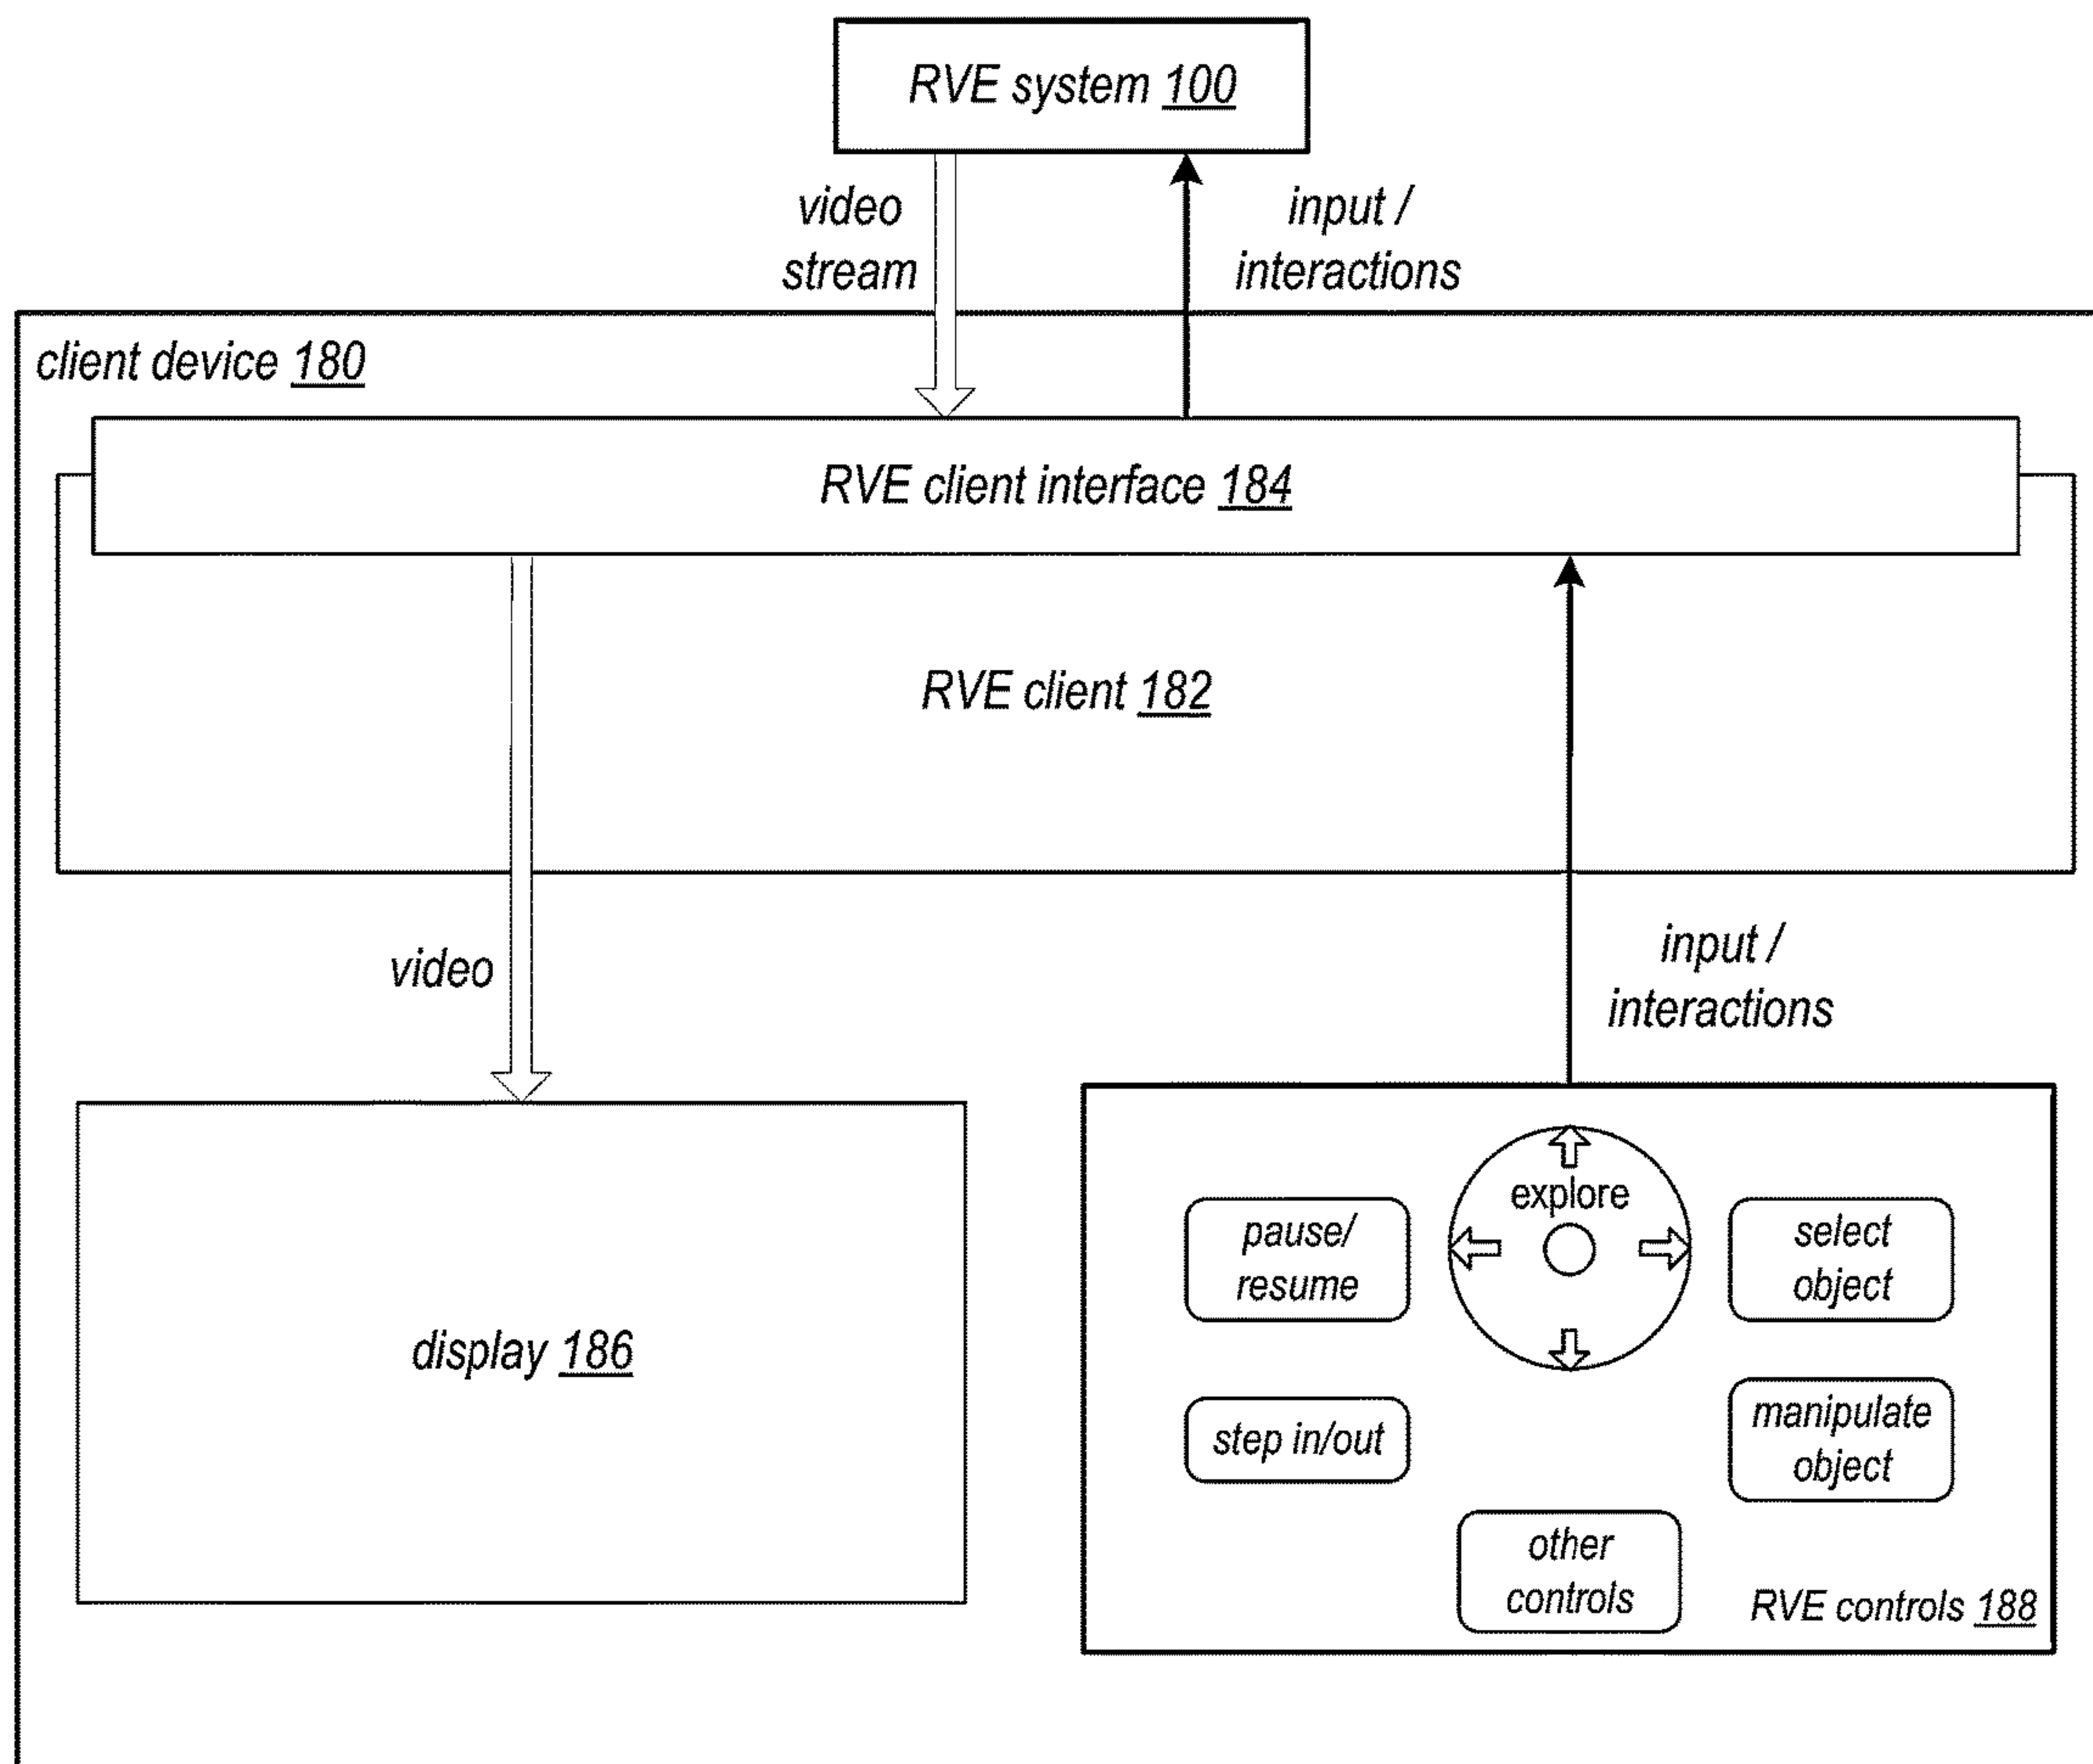 RVE system 100
video
stream
input /
interactions
client device 180
RVE client interface 184
RVE client 182
video
input /
interactions
display 186
explore
pause/
resume
select
object
step in/out
manipulate
object
other
controls
RVE controls 188